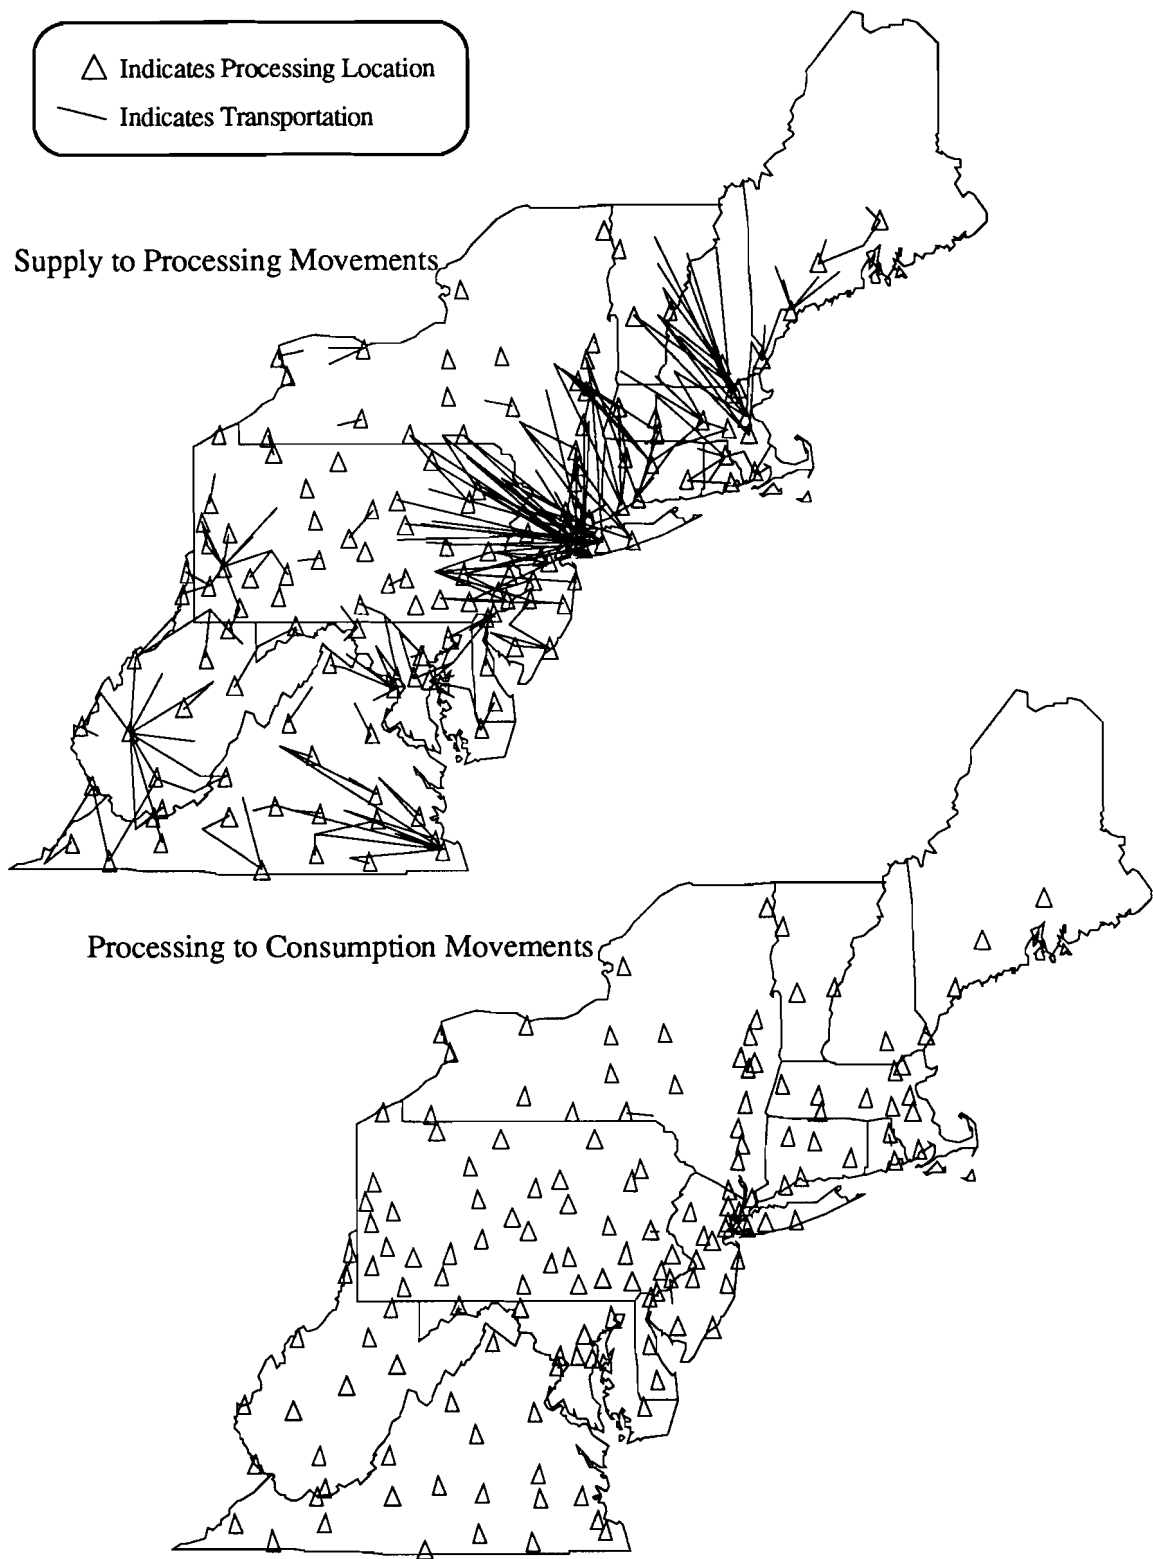 Indicates Processing Location
Indicates Transportation
Supply to Processing Movements
Processing to Consumption Movements